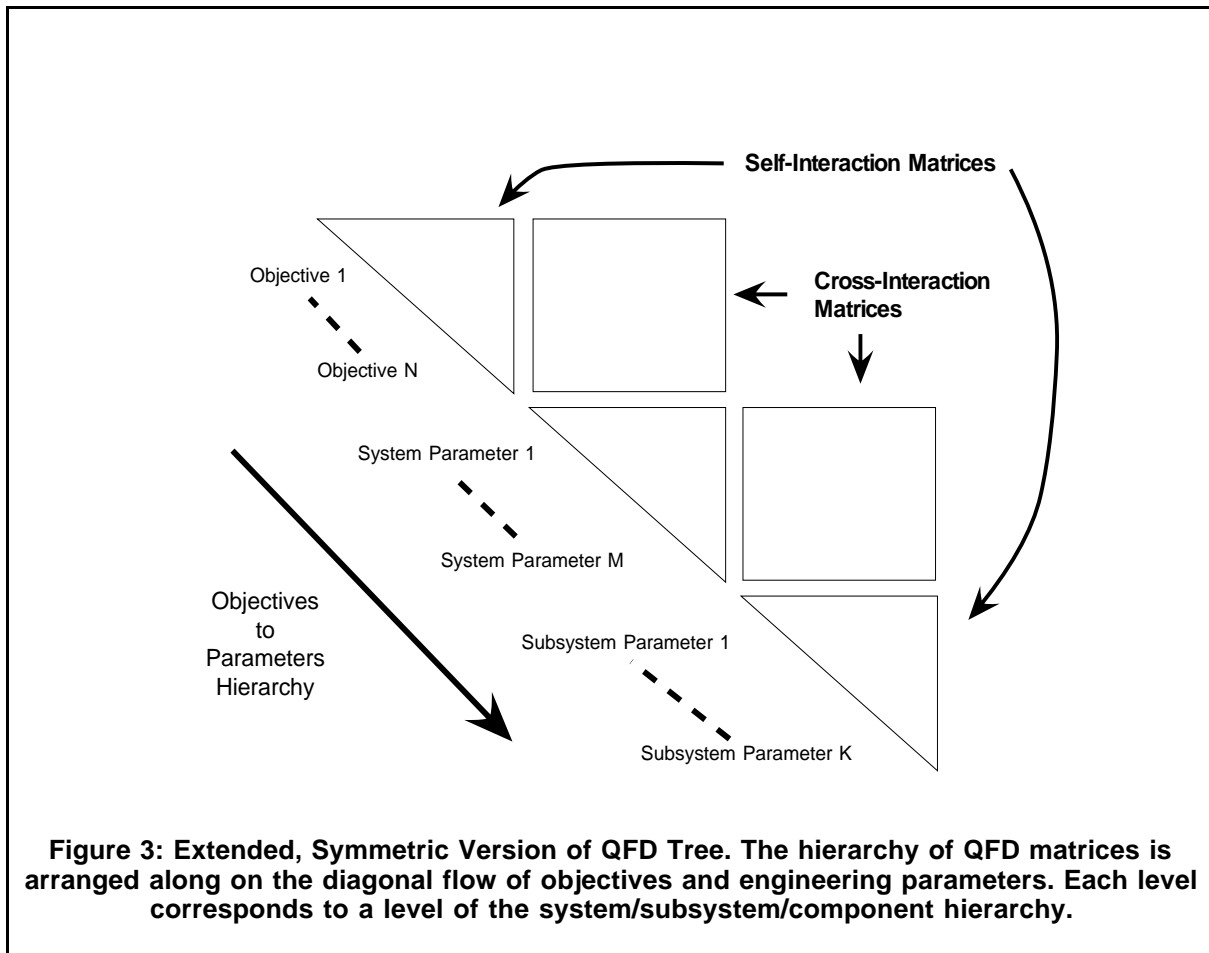 Self-Interaction Matrices
Objective 1
Cross-Interaction
Matrices
Objective N
System Parameter 1
System Parameter M
Objectives
to
Parameters
Hierarchy
Subsystem Parameter 1
Subsystem Parameter K
Figure 3: Extended, Symmetric Version of QFD Tree. The hierarchy of QFD matrices is
arranged along on the diagonal flow of objectives and engineering parameters. Each level
corresponds to a level of the system/subsystem/component hierarchy.